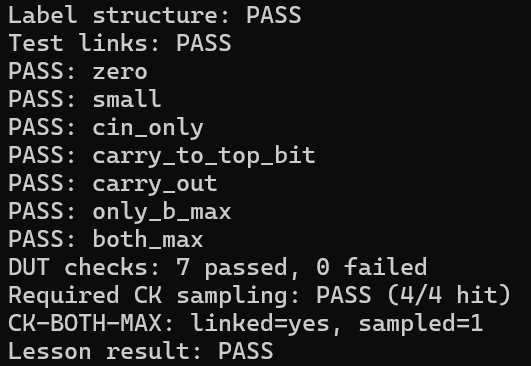 Label structure: PASS
Test links: PASS
PASS: zero
PASS: small
PASS: cin_only
PASS: carry_to_top_bit
PASS: carry_out
PASS: only_b_max
PASS: both_max
DUT checks: 7 passed, 0 failed
Required CK sampling: PASS (4/4 hit)
CK-BOTH-MAX: linked=yes, sampled=1
Lesson result: PASS